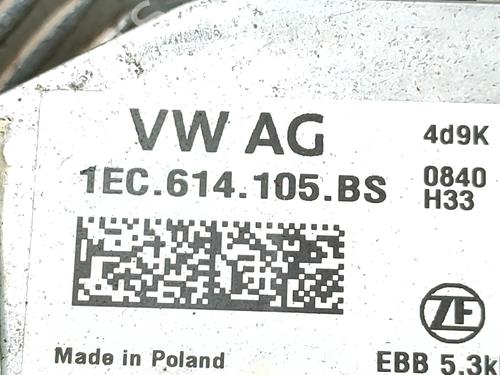 VW AG
4d9K
1EC.614.105.BS
0840
H33
ZF
Made in Poland
EBB 5.3k